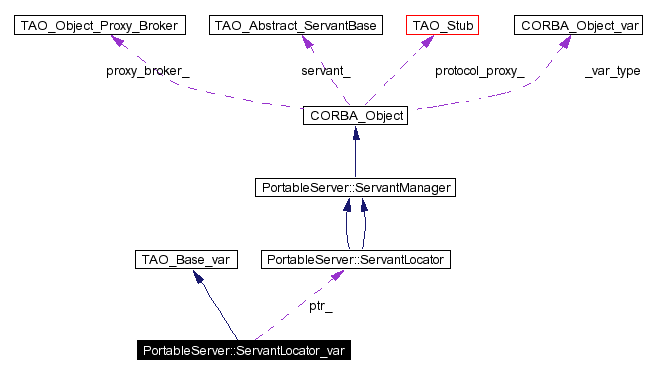 TAO_Object_Proxy_Broker
TAO_Abstract_ServantBase
TAO_Stub
CORBA_Object_var
proxy_broker_
servant_
protocol_proxy_
_var_type
CORBA_Object
PortableServer::ServantManager
TAO_Base_var
PortableServer::ServantLocator
ptr_
PortableServer::ServantLocator_var